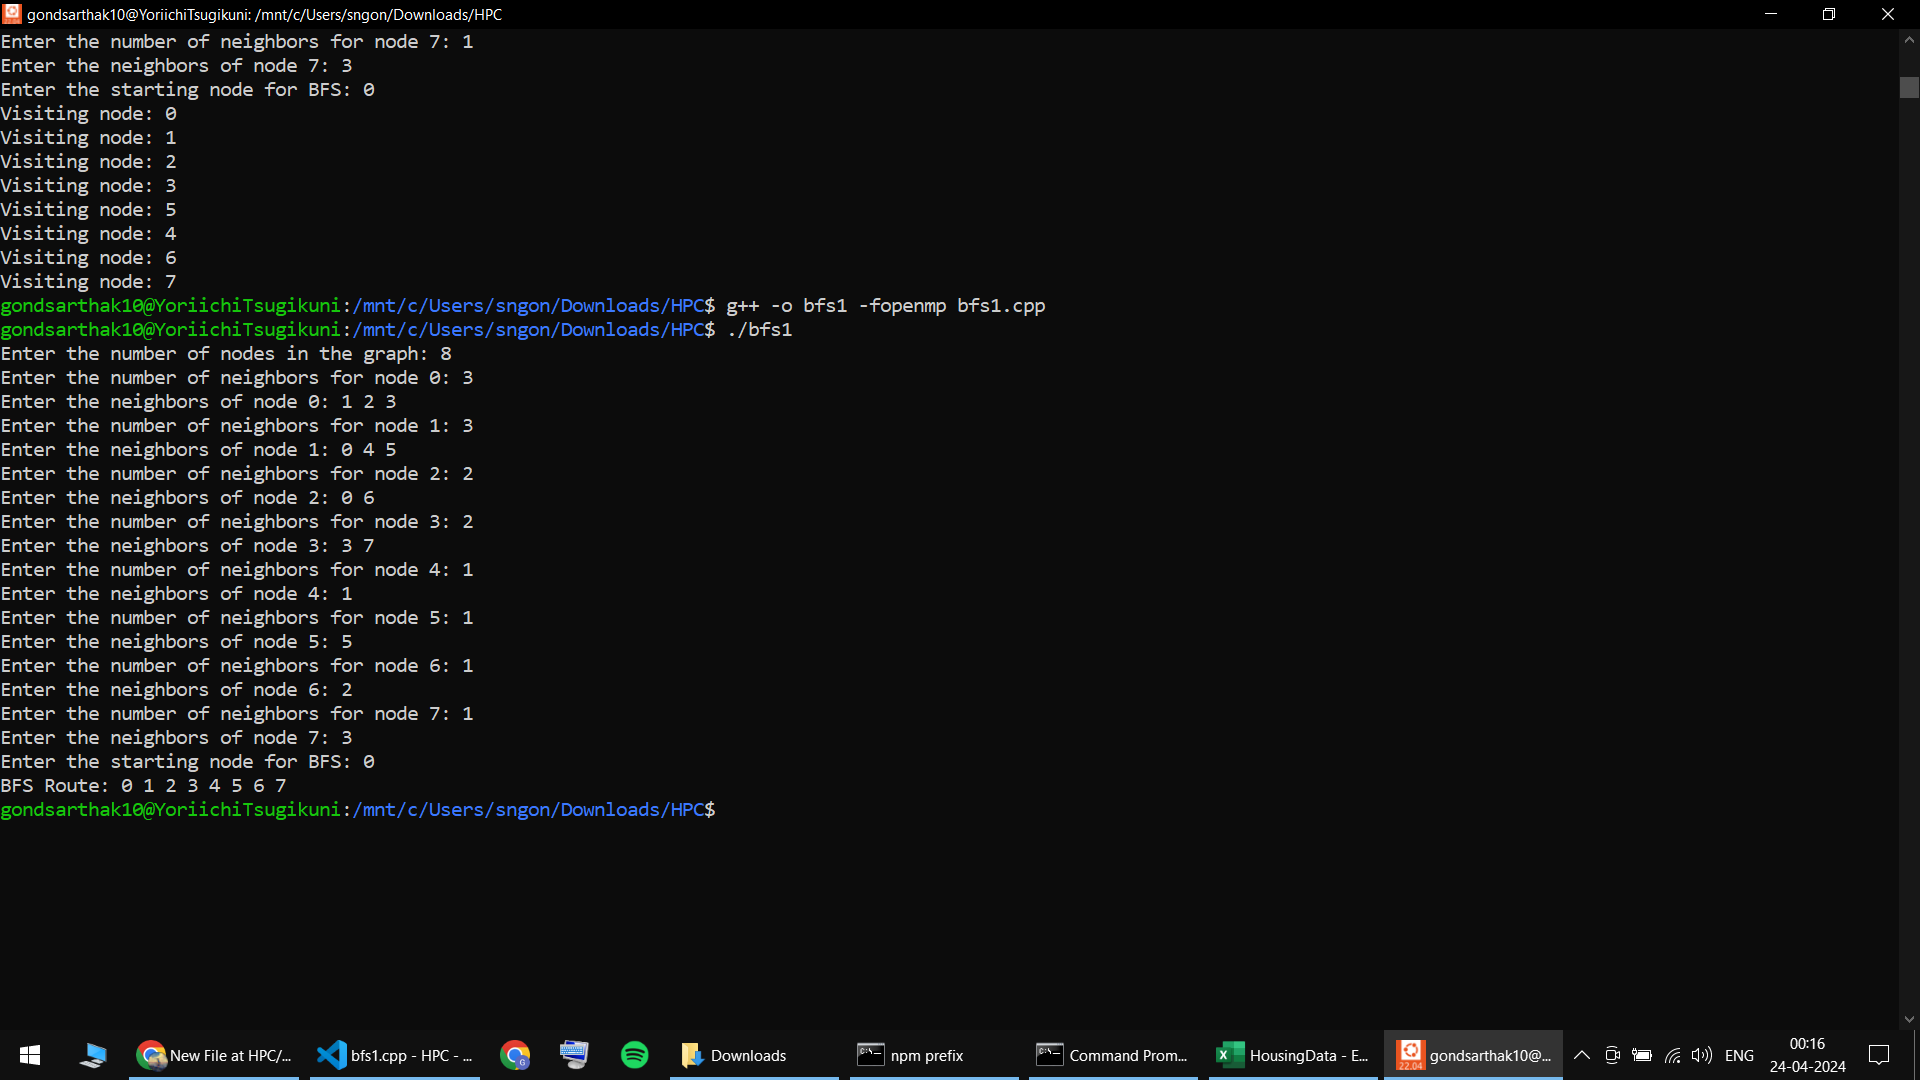 gondsarthak10@YoriichiTsugikuni: /mnt/c/Users/sngon/Downloads/HPC
Enter the number of neighbors for node 7: 1
Enter the neighbors of node 7: 3
Enter the starting node for BFS: 0
Visiting node: 0
Visiting node: 1
Visiting node: 2
Visiting node: 3
Visiting node: 5
Visiting node: 4
Visiting node: 6
Visiting node: 7
gondsarthak10@YoriichiTsugikuni:/mnt/c/Users/sngon/Downloads/HPC$ g++ -o bfs1 -fopenmp bfs1.cpp
gondsarthak10@YoriichiTsugikuni:/mnt/c/Users/sngon/Downloads/HPC$ ./bfs1
Enter the number of nodes in the graph: 8
Enter the number of neighbors for node 0: 3
Enter the neighbors of node 0: 1 2 3
Enter the number of neighbors for node 1: 3
Enter the neighbors of node 1: 0 4 5
Enter the number of neighbors for node 2: 2
Enter the neighbors of node 2: 0 6
Enter the number of neighbors for node 3: 2
Enter the neighbors of node 3: 3 7
Enter the number of neighbors for node 4: 1
Enter the neighbors of node 4: 1
Enter the number of neighbors for node 5: 1
Enter the neighbors of node 5: 5
Enter the number of neighbors for node 6: 1
Enter the neighbors of node 6: 2
Enter the number of neighbors for node 7: 1
Enter the neighbors of node 7: 3
Enter the starting node for BFS: 0
BFS Route: 0 1 2 3 4 5 6 7
gondsarthak10@YoriichiTsugikuni:/mnt/c/Users/sngon/Downloads/HPC$
New File at HPC/... bfs1.cpp - HPC - ... Downloads npm prefix Command Prom... HousingData - E... 22.04 gondsarthak10@... ENG
00:16
24-04-2024